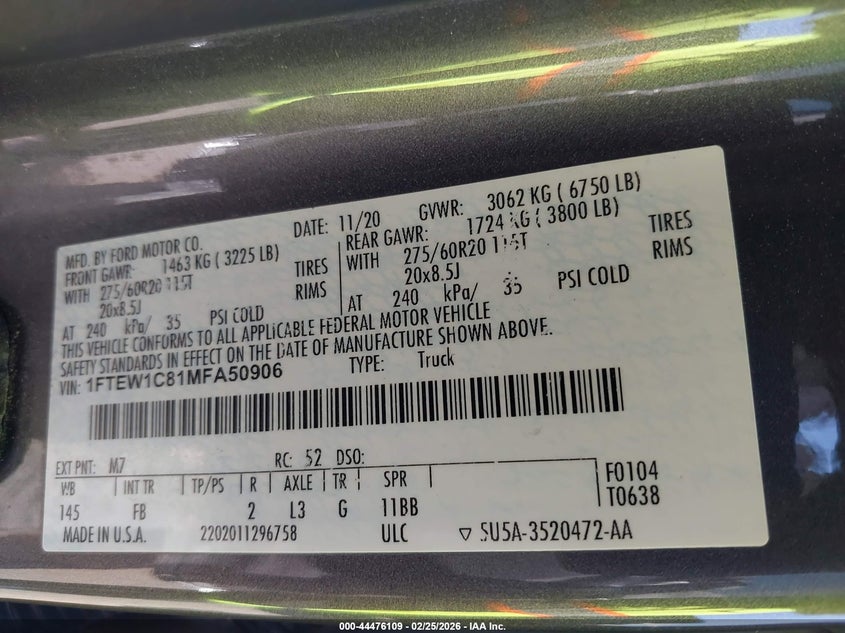 MFD. BY FORD MOTOR CO. DATE: 11/20 GVWR: 3062 KG ( 6750 LB)
FRONT GAWR: 1463 KG ( 3225 LB) REAR GAWR: 1724 KG ( 3800 LB)
WITH 275/60R20 115T TIRES WITH 275/60R20 115T TIRES
20x8.5J RIMS 20x8.5J RIMS
AT 240 kPa/ 35 PSI COLD AT 240 kPa/ 35 PSI COLD
THIS VEHICLE CONFORMS TO ALL APPLICABLE FEDERAL MOTOR VEHICLE
SAFETY STANDARDS IN EFFECT ON THE DATE OF MANUFACTURE SHOWN ABOVE.
VIN: 1FTEW1C81MFA50906 TYPE: Truck
EXT PNT: M7 RC: 52 DSO:
WB INT TR TP/PS R AXLE TR SPR F0104
145 FB 2 L3 G 11BB T0638
MADE IN U.S.A. 2202011296758 ULC ▽ SU5A-3520472-AA
000-44476109 - 02/25/2026 - IAA Inc.